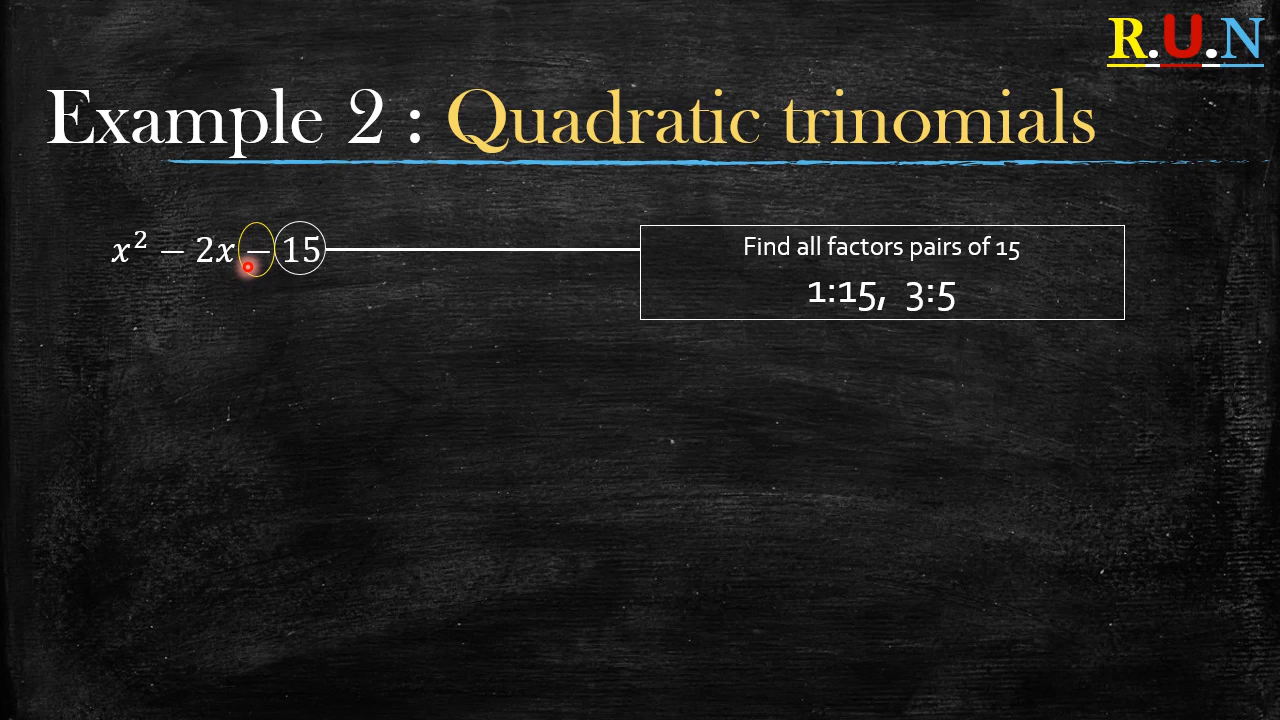 R.U.N
Example 2 : Quadratic trinomials
x² − 2x − 15
Find all factors pairs of 15
1:15, 3:5